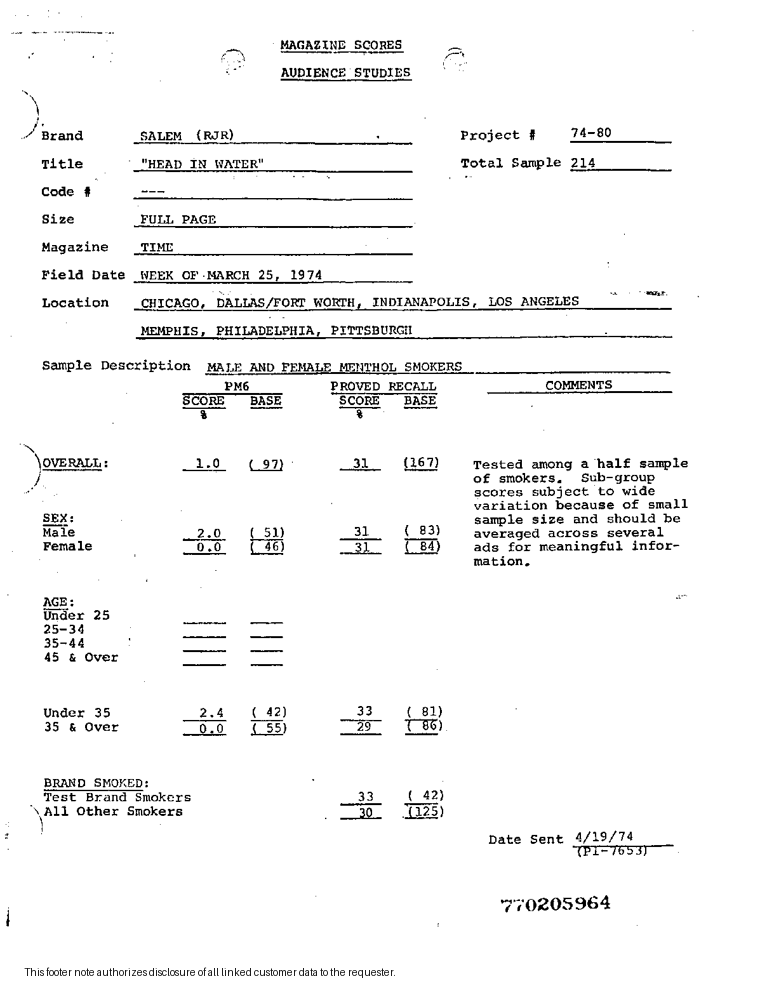 MAGAZINE SCORES
AUDIENCE STUDIES
Brand SALEM (RJR) Project # 74-80
Title "HEAD IN WATER" Total Sample 214
Code # ---
Size FULL PAGE
Magazine TIME
Field Date WEEK OF MARCH 25, 1974
Location CHICAGO, DALLAS/FORT WORTH, INDIANAPOLIS, LOS ANGELES
MEMPHIS, PHILADELPHIA, PITTSBURGH
Sample Description MALE AND FEMALE MENTHOL SMOKERS
PM6 PROVED RECALL COMMENTS
SCORE BASE SCORE BASE
% %
OVERALL: 1.0 ( 97) 31 (167) Tested among a half sample
of smokers. Sub-group
scores subject to wide
variation because of small
SEX: sample size and should be
Male 2.0 ( 51) 31 ( 83) averaged across several
Female 0.0 ( 46) 31 ( 84) ads for meaningful infor-
mation.
AGE:
Under 25
25-34
35-44
45 & Over
Under 35 2.4 ( 42) 33 ( 81)
35 & Over 0.0 ( 55) 29 ( 86)
BRAND SMOKED:
Test Brand Smokers 33 ( 42)
All Other Smokers 30 (125)
Date Sent 4/19/74
(PI-7653)
770205964
This footer note authorizes disclosure of all linked customer data to the requester.